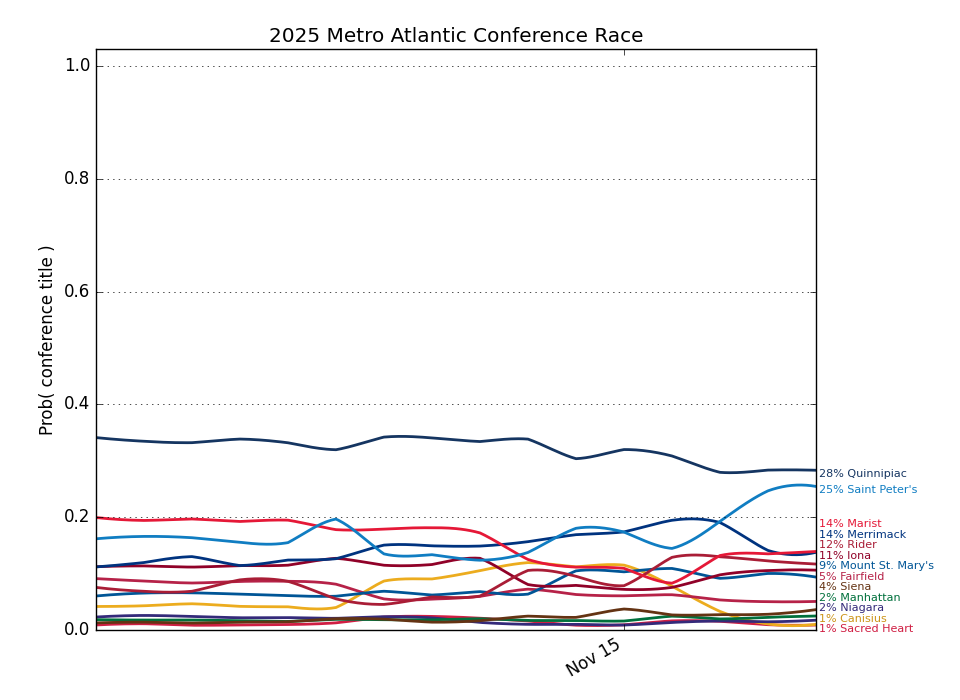 2025 Metro Atlantic Conference Race
1.0
0.8
0.6
0.4
0.2
0.0
Prob( conference title )
Nov 15
28% Quinnipiac
25% Saint Peter's
14% Marist
14% Merrimack
12% Rider
11% Iona
9% Mount St. Mary's
5% Fairfield
4% Siena
2% Manhattan
2% Niagara
1% Canisius
1% Sacred Heart